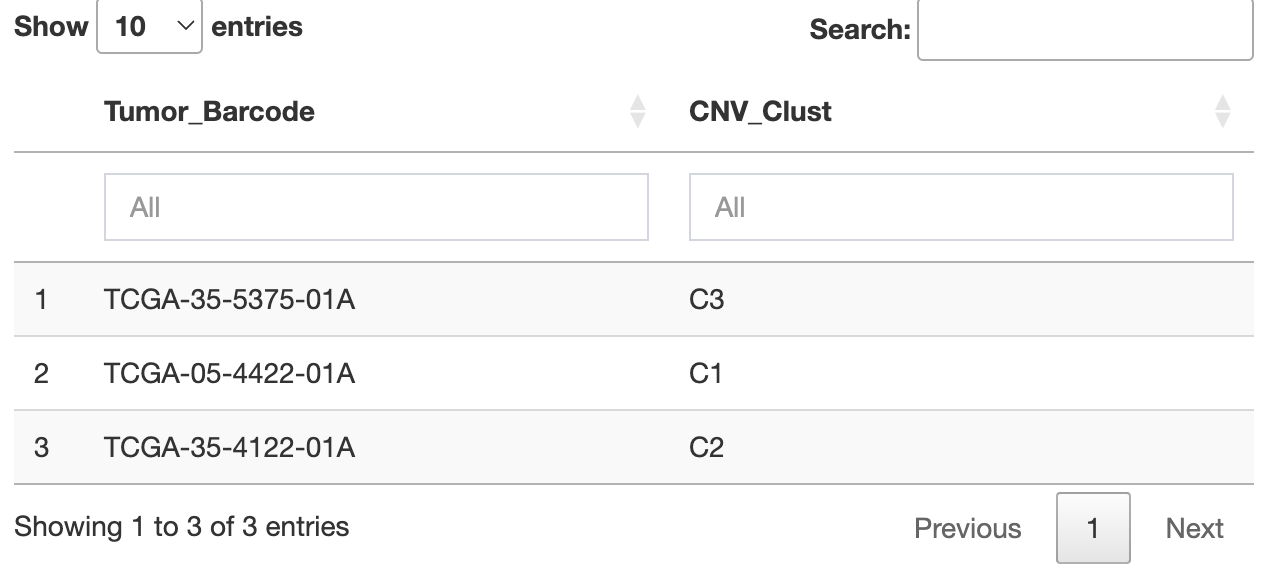 Show 10 entries Search:
Tumor_Barcode CNV_Clust
All All
1 TCGA-35-5375-01A C3
2 TCGA-05-4422-01A C1
3 TCGA-35-4122-01A C2
Showing 1 to 3 of 3 entries Previous 1 Next